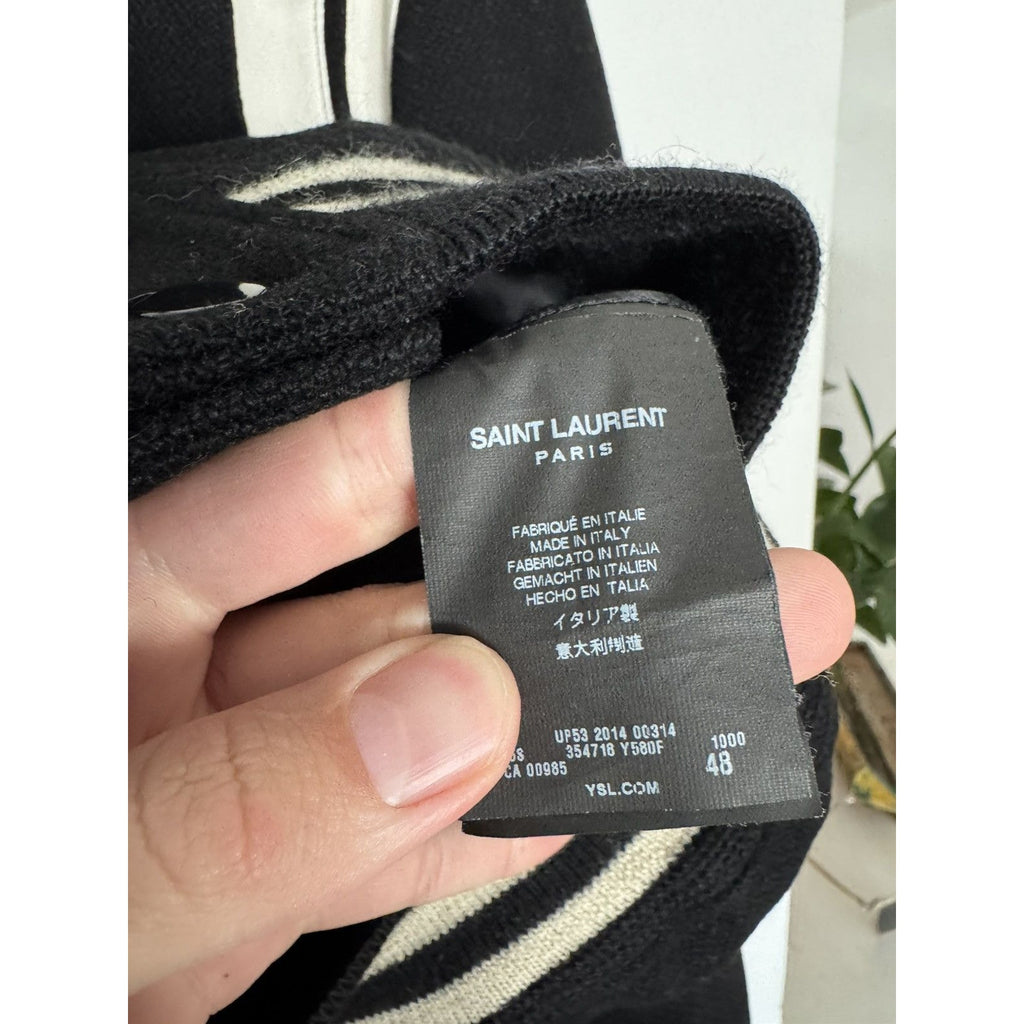 SAINT LAURENT
PARIS
FABRIQUÉ EN ITALIE
MADE IN ITALY
FABBRICATO IN ITALIA
GEMACHT IN ITALIEN
HECHO EN TALIA
イタリア製
意大利制造
UP53 2014 00314
354718 Y580F 1000
CA 00985 48
YSL.COM